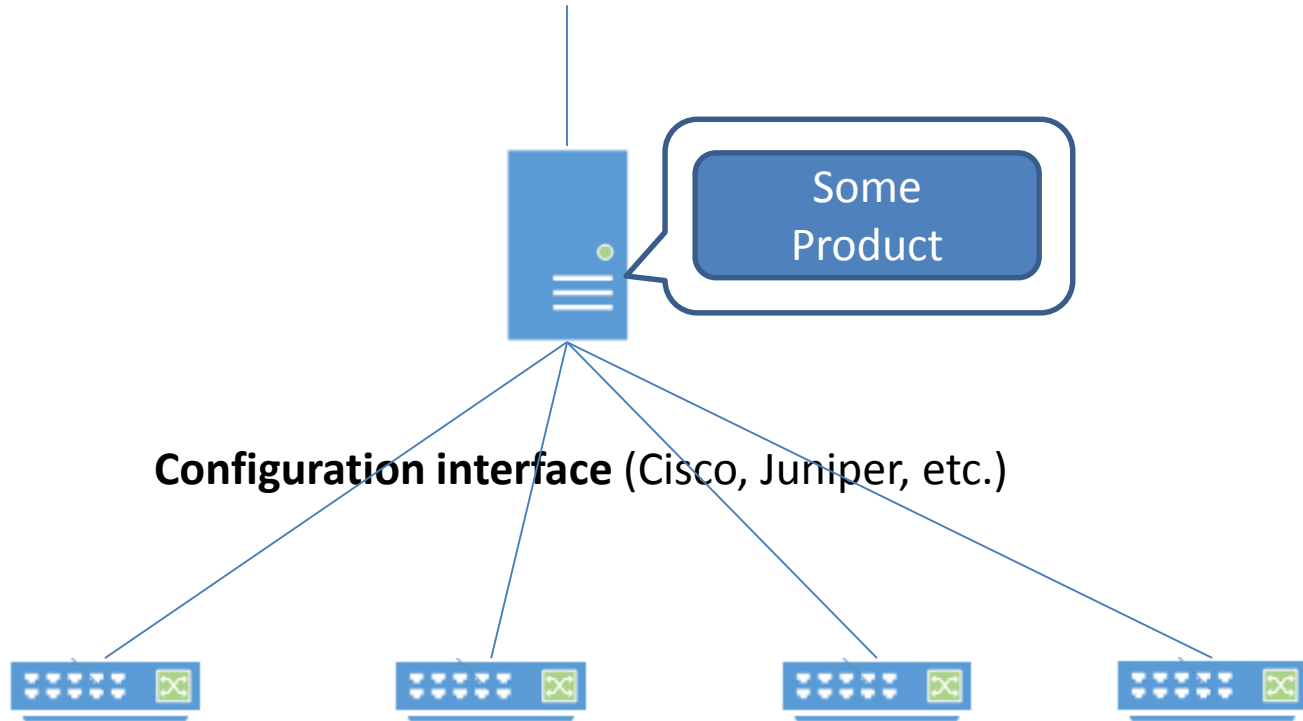 Some
Product
Configuration interface (Cisco, Juniper, etc.)